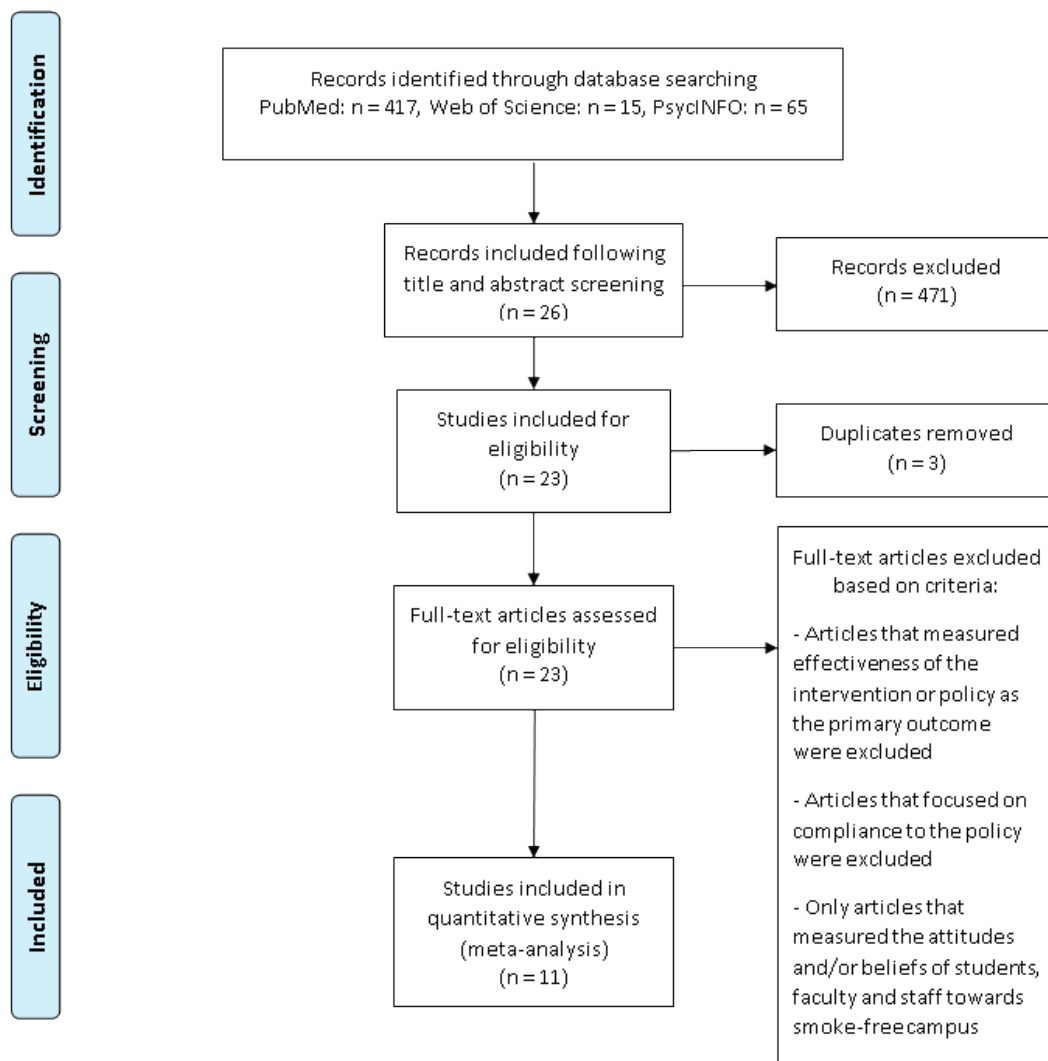 Identification
Records identified through database searching
PubMed: n = 417, Web of Science: n = 15, PsycINFO: n = 65
Screening
Records included following
title and abstract screening
(n = 26)
Records excluded
(n = 471)
Studies included for
eligibility
(n = 23)
Duplicates removed
(n = 3)
Eligibility
Full-text articles assessed
for eligibility
(n = 23)
Full-text articles excluded
based on criteria:
- Articles that measured
effectiveness of the
intervention or policy as
the primary outcome
were excluded
- Articles that focused on
compliance to the policy
were excluded
- Only articles that
measured the attitudes
and/or beliefs of students,
faculty and staff towards
smoke-free campus
Included
Studies included in
quantitative synthesis
(meta-analysis)
(n = 11)